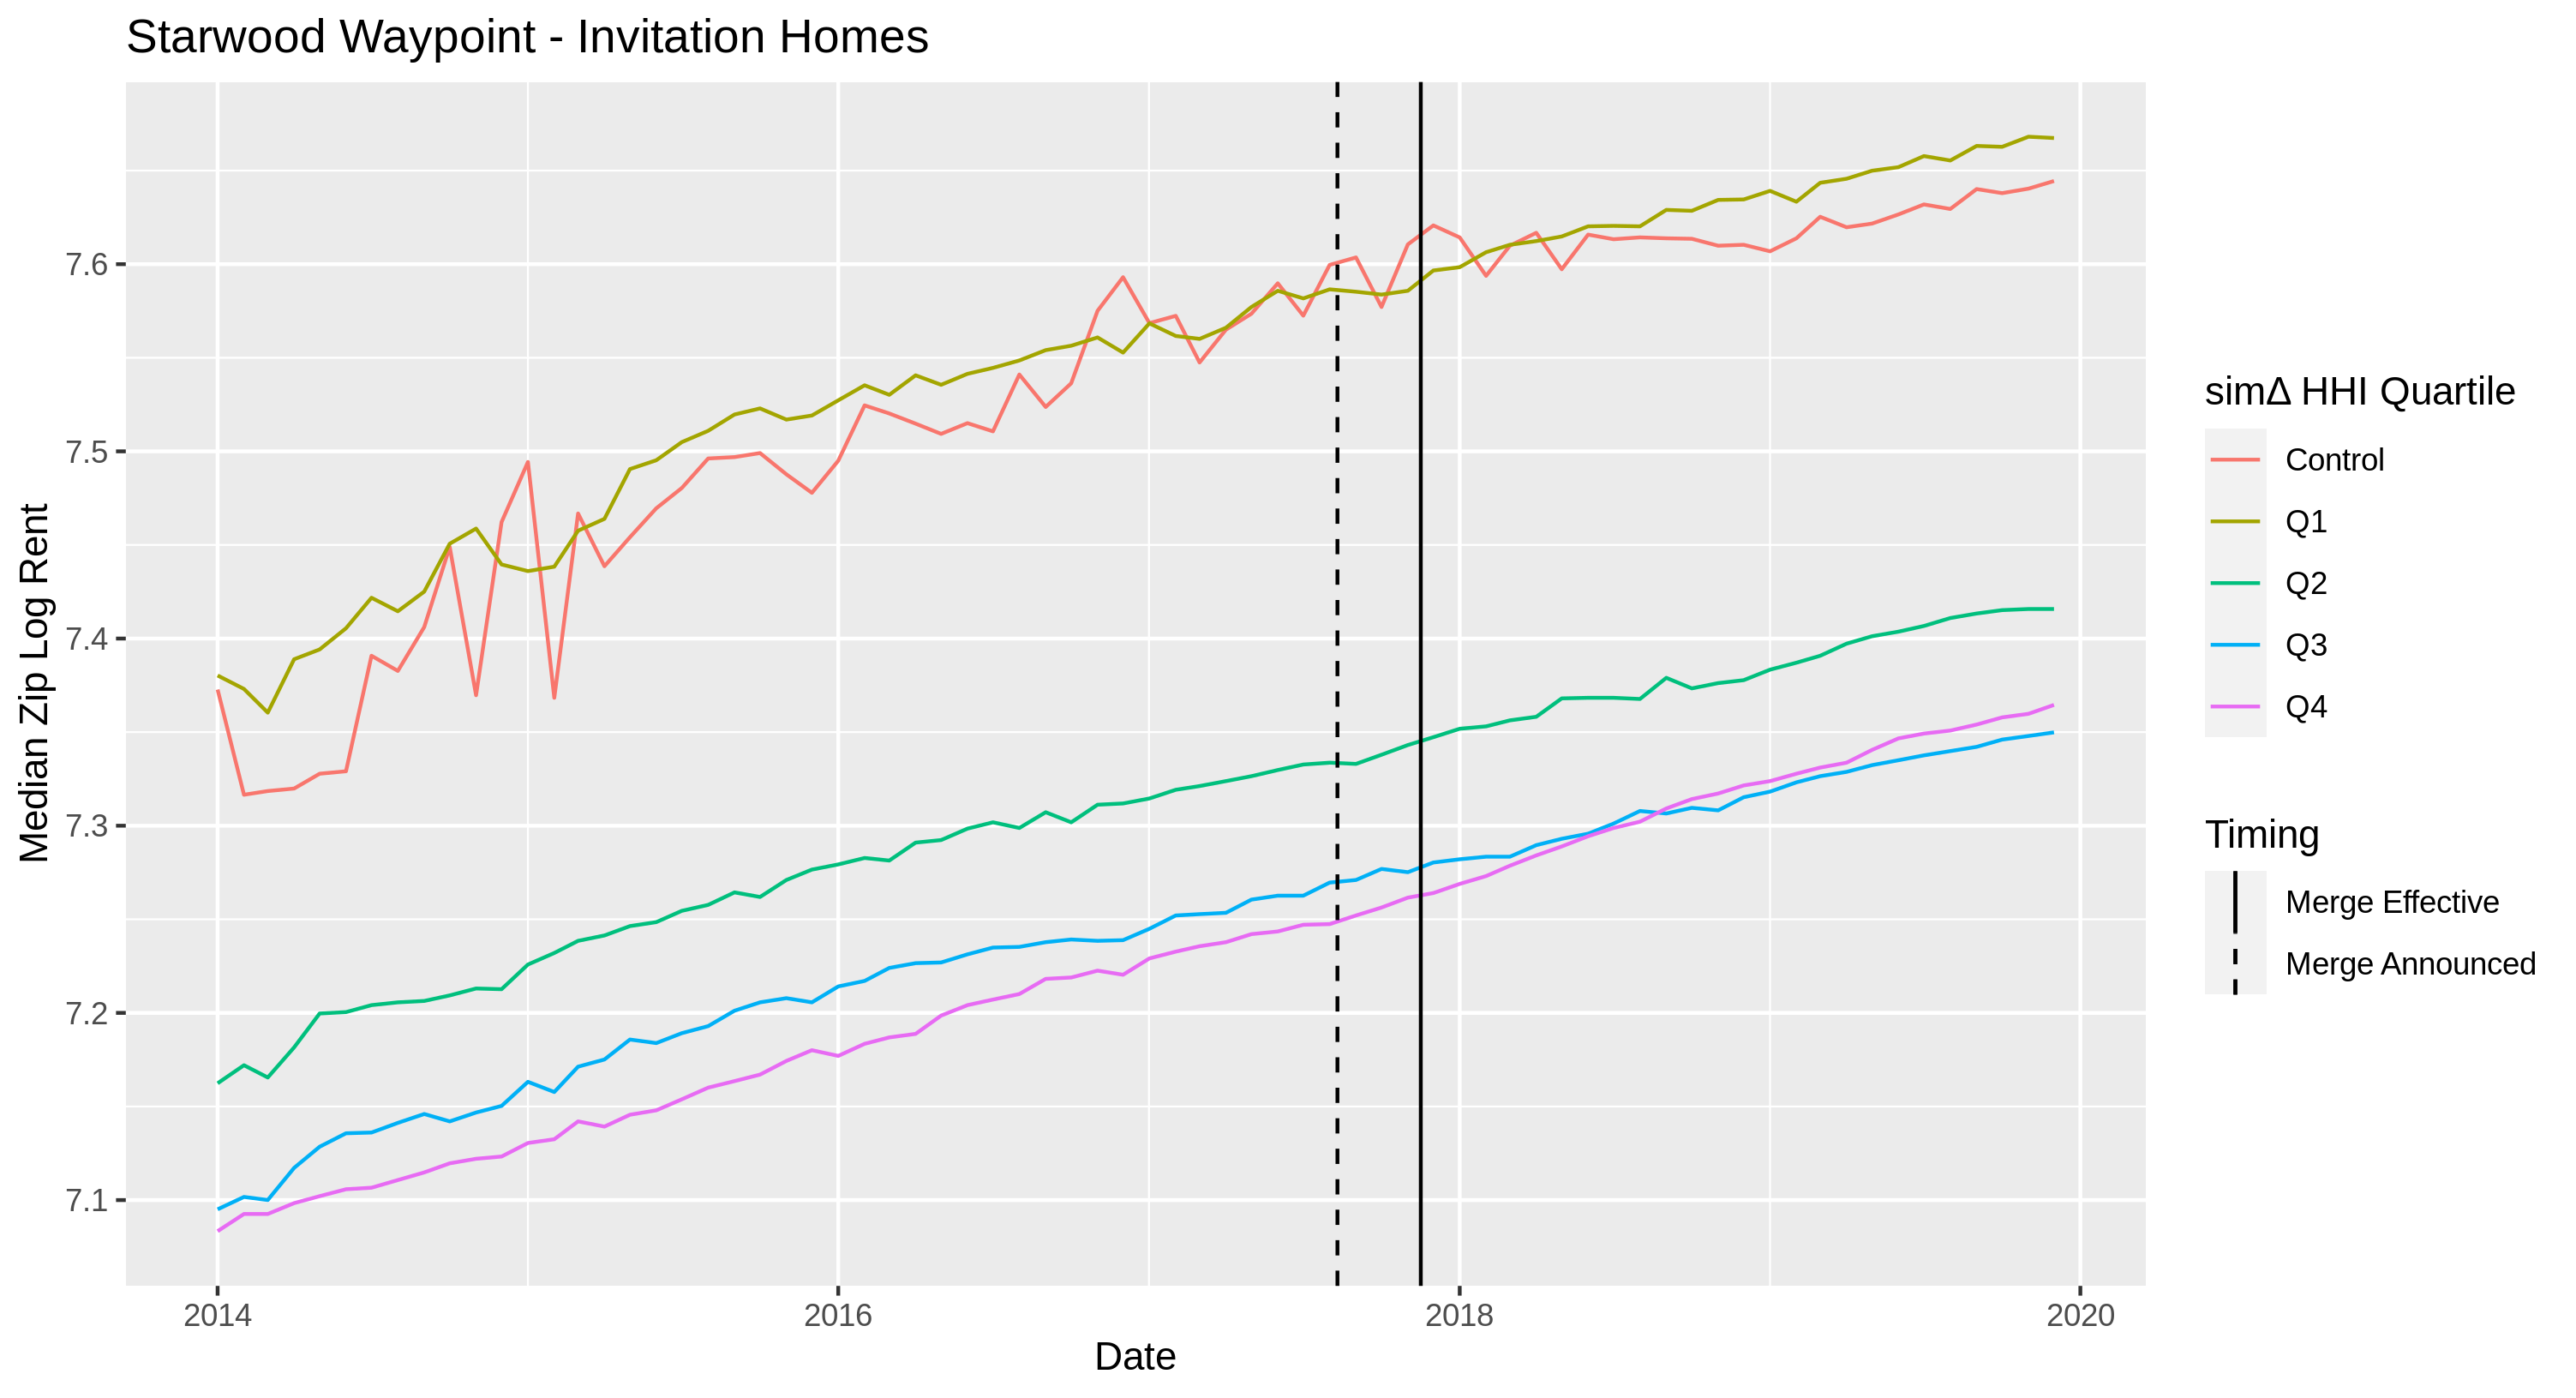 Starwood Waypoint - Invitation Homes
Median Zip Log Rent
7.6
7.5
7.4
7.3
7.2
7.1
2014 2016 2018 2020
Date
simΔ HHI Quartile
Control
Q1
Q2
Q3
Q4
Timing
Merge Effective
Merge Announced